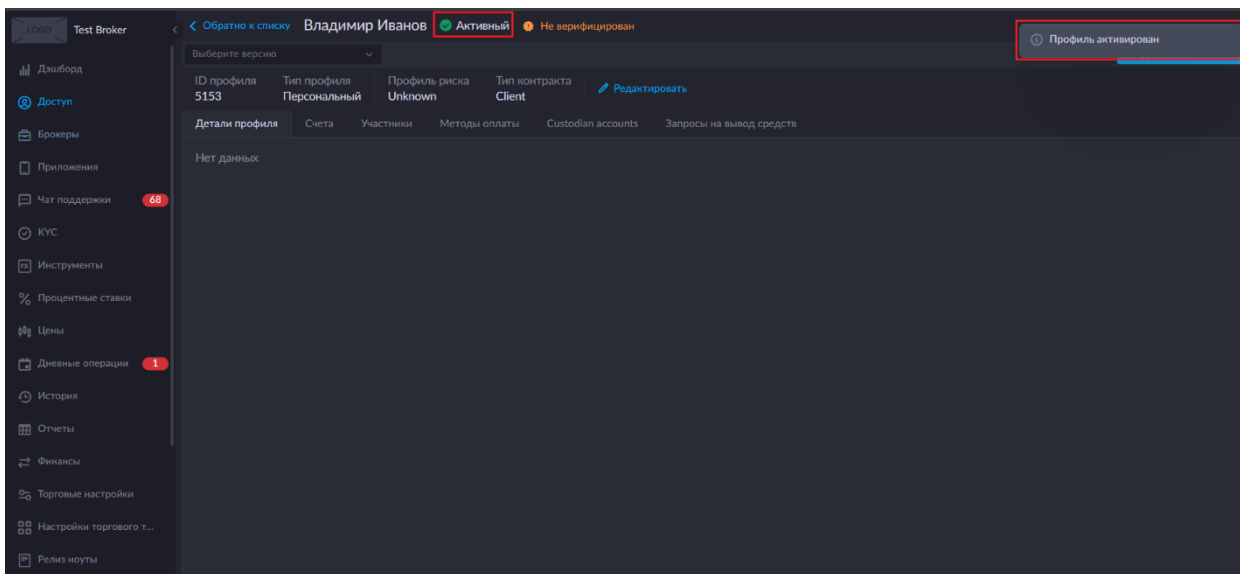 LOGO Test Broker
Обратно к списку Владимир Иванов Активный Не верифицирован
Профиль активирован
Выберите версию
Дэшборд
ID профиля Тип профиля Профиль риска Тип контракта
5153 Персональный Unknown Client Редактировать
Доступ
Детали профиля Счета Участники Методы оплаты Custodian accounts Запросы на вывод средств
Брокеры
Нет данных
Приложения
Чат поддержки 68
KYC
FX Инструменты
Процентные ставки
Цены
Дневные операции 1
История
Отчеты
Финансы
Торговые настройки
Настройки торгового т...
Релиз ноуты